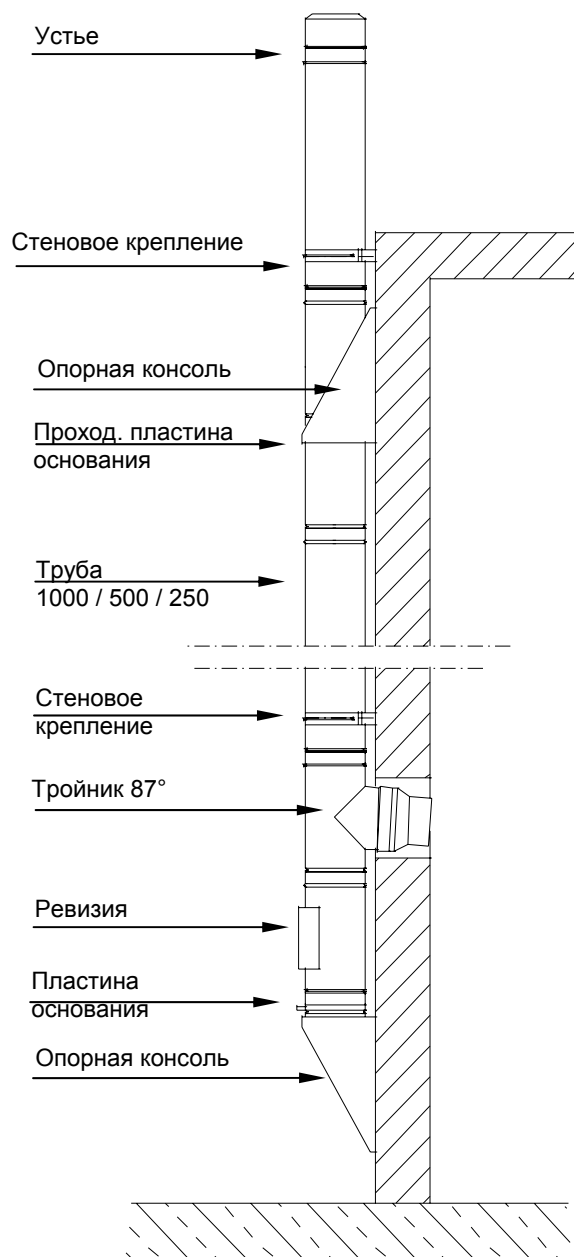 Устье
Стеновое крепление
Опорная консоль
Проход. пластина
основания
Труба
1000 / 500 / 250
Стеновое
крепление
Тройник 87°
Ревизия
Пластина
основания
Опорная консоль